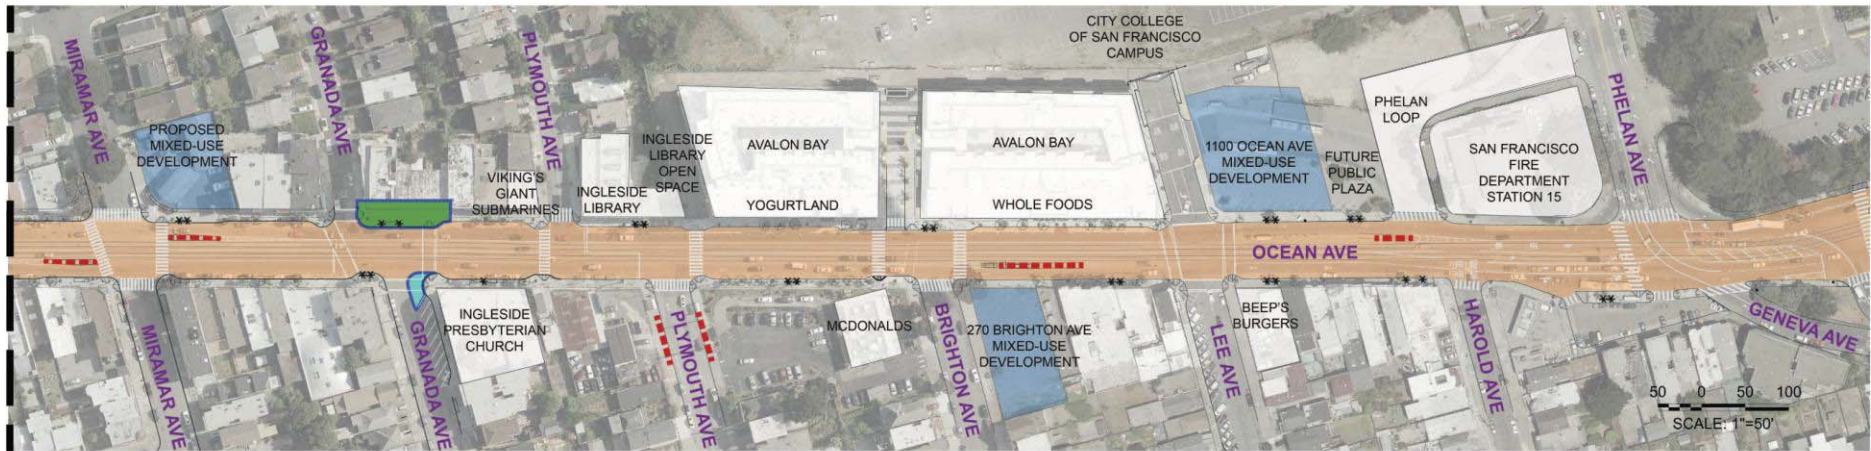 CITY COLLEGE
OF SAN FRANCISCO
CAMPUS
MIRAMAR AVE
GRANADA AVE
PLYMOUTH AVE
PHELAN AVE
PROPOSED
MIXED-USE
DEVELOPMENT
VIKING'S
GIANT
SUBMARINES
INGLESIDE
LIBRARY
INGLESIDE
LIBRARY
OPEN
SPACE
AVALON BAY
YOGURTLAND
AVALON BAY
WHOLE FOODS
1100 OCEAN AVE
MIXED-USE
DEVELOPMENT
FUTURE
PUBLIC
PLAZA
PHELAN
LOOP
SAN FRANCISCO
FIRE
DEPARTMENT
STATION 15
OCEAN AVE
MIRAMAR AVE
GRANADA AVE
INGLESIDE
PRESBYTERIAN
CHURCH
PLYMOUTH AVE
MCDONALDS
BRIGHTON AVE
270 BRIGHTON AVE
MIXED-USE
DEVELOPMENT
LEE AVE
BEEP'S
BURGERS
HAROLD AVE
GENEVA AVE
50 0 50 100
SCALE: 1"=50'